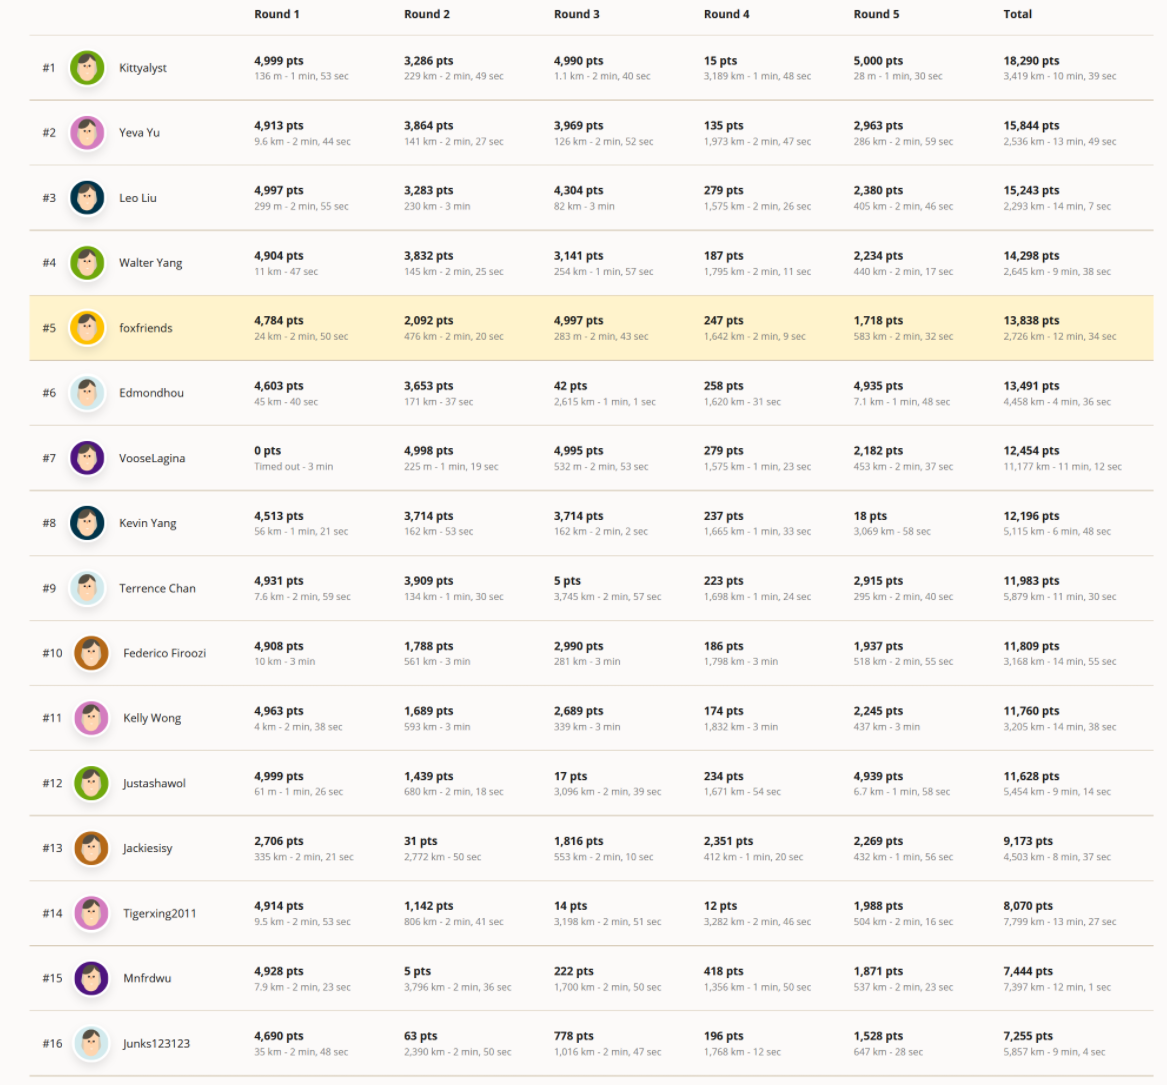 Round 1 Round 2 Round 3 Round 4 Round 5 Total
#1 Kittyalyst 4,999 pts 3,286 pts 4,990 pts 15 pts 5,000 pts 18,290 pts
136 m - 1 min, 53 sec 229 km - 2 min, 49 sec 1.1 km - 2 min, 40 sec 3,189 km - 1 min, 48 sec 28 m - 1 min, 30 sec 3,419 km - 10 min, 39 sec
#2 Yeva Yu 4,913 pts 3,864 pts 3,969 pts 135 pts 2,963 pts 15,844 pts
9.6 km - 2 min, 44 sec 141 km - 2 min, 27 sec 126 km - 2 min, 52 sec 1,973 km - 2 min, 47 sec 286 km - 2 min, 59 sec 2,536 km - 13 min, 49 sec
#3 Leo Liu 4,997 pts 3,283 pts 4,304 pts 279 pts 2,380 pts 15,243 pts
299 m - 2 min, 55 sec 230 km - 3 min 82 km - 3 min 1,575 km - 2 min, 26 sec 405 km - 2 min, 46 sec 2,293 km - 14 min, 7 sec
#4 Walter Yang 4,904 pts 3,832 pts 3,141 pts 187 pts 2,234 pts 14,298 pts
11 km - 47 sec 145 km - 2 min, 25 sec 254 km - 1 min, 57 sec 1,795 km - 2 min, 11 sec 440 km - 2 min, 17 sec 2,645 km - 9 min, 38 sec
#5 foxfriends 4,784 pts 2,092 pts 4,997 pts 247 pts 1,718 pts 13,838 pts
24 km - 2 min, 50 sec 476 km - 2 min, 20 sec 283 m - 2 min, 43 sec 1,642 km - 2 min, 9 sec 583 km - 2 min, 32 sec 2,726 km - 12 min, 34 sec
#6 Edmondhou 4,603 pts 3,653 pts 42 pts 258 pts 4,935 pts 13,491 pts
45 km - 40 sec 171 km - 37 sec 2,615 km - 1 min, 1 sec 1,620 km - 31 sec 7.1 km - 1 min, 48 sec 4,458 km - 4 min, 36 sec
#7 VooseLagina 0 pts 4,998 pts 4,995 pts 279 pts 2,182 pts 12,454 pts
Timed out - 3 min 225 m - 1 min, 19 sec 532 m - 2 min, 53 sec 1,575 km - 1 min, 23 sec 453 km - 2 min, 37 sec 11,177 km - 11 min, 12 sec
#8 Kevin Yang 4,513 pts 3,714 pts 3,714 pts 237 pts 18 pts 12,196 pts
56 km - 1 min, 21 sec 162 km - 53 sec 162 km - 2 min, 2 sec 1,665 km - 1 min, 33 sec 3,069 km - 58 sec 5,115 km - 6 min, 48 sec
#9 Terrence Chan 4,931 pts 3,909 pts 5 pts 223 pts 2,915 pts 11,983 pts
7.6 km - 2 min, 59 sec 134 km - 1 min, 30 sec 3,745 km - 2 min, 57 sec 1,698 km - 1 min, 24 sec 295 km - 2 min, 40 sec 5,879 km - 11 min, 30 sec
#10 Federico Firoozi 4,908 pts 1,788 pts 2,990 pts 186 pts 1,937 pts 11,809 pts
10 km - 3 min 561 km - 3 min 281 km - 3 min 1,798 km - 3 min 518 km - 2 min, 55 sec 3,168 km - 14 min, 55 sec
#11 Kelly Wong 4,963 pts 1,689 pts 2,689 pts 174 pts 2,245 pts 11,760 pts
4 km - 2 min, 38 sec 593 km - 3 min 339 km - 3 min 1,832 km - 3 min 437 km - 3 min 3,205 km - 14 min, 38 sec
#12 Justashawol 4,999 pts 1,439 pts 17 pts 234 pts 4,939 pts 11,628 pts
61 m - 1 min, 26 sec 680 km - 2 min, 18 sec 3,096 km - 2 min, 39 sec 1,671 km - 54 sec 6.7 km - 1 min, 58 sec 5,454 km - 9 min, 14 sec
#13 Jackiesisy 2,706 pts 31 pts 1,816 pts 2,351 pts 2,269 pts 9,173 pts
335 km - 2 min, 21 sec 2,772 km - 50 sec 553 km - 2 min, 10 sec 412 km - 1 min, 20 sec 432 km - 1 min, 56 sec 4,503 km - 8 min, 37 sec
#14 Tigerxing2011 4,914 pts 1,142 pts 14 pts 12 pts 1,988 pts 8,070 pts
9.5 km - 2 min, 53 sec 806 km - 2 min, 41 sec 3,198 km - 2 min, 51 sec 3,282 km - 2 min, 46 sec 504 km - 2 min, 16 sec 7,799 km - 13 min, 27 sec
#15 Mnfrdwu 4,928 pts 5 pts 222 pts 418 pts 1,871 pts 7,444 pts
7.9 km - 2 min, 23 sec 3,796 km - 2 min, 36 sec 1,700 km - 2 min, 50 sec 1,356 km - 1 min, 50 sec 537 km - 2 min, 23 sec 7,397 km - 12 min, 1 sec
#16 Junks123123 4,690 pts 63 pts 778 pts 196 pts 1,528 pts 7,255 pts
35 km - 2 min, 48 sec 2,390 km - 2 min, 50 sec 1,016 km - 2 min, 47 sec 1,768 km - 12 sec 647 km - 28 sec 5,857 km - 9 min, 4 sec